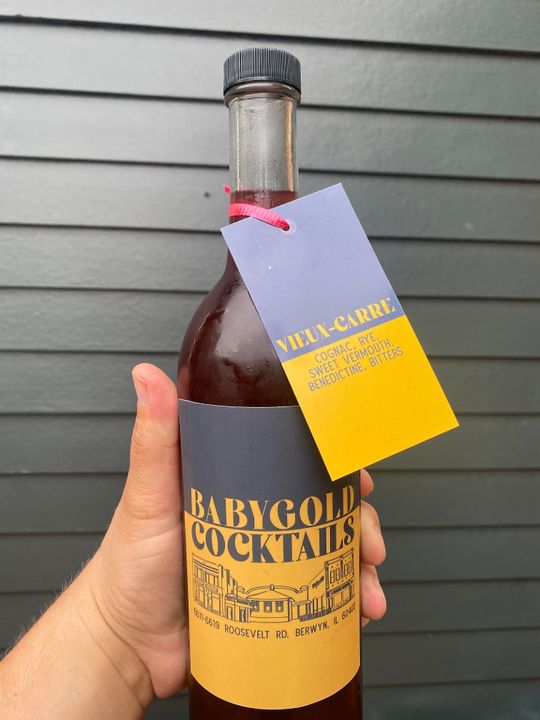 VIEUX-CARRE
COGNAC, RYE,
SWEET VERMOUTH,
BENEDICTINE, BITTERS
BABYGOLD
COCKTAILS
6611-6619 ROOSEVELT RD. BERWYN, IL 60402